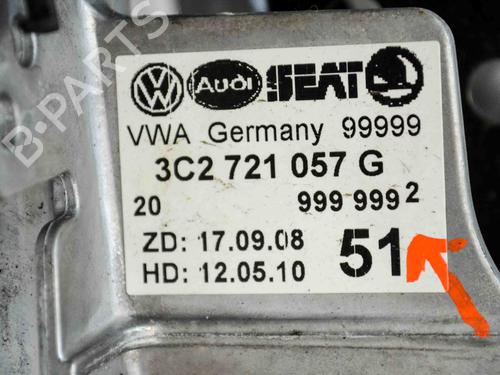 VW Audi SEAT
VWA Germany 99999
3C2 721 057 G
20 999 999 2
ZD: 17.09.08
HD: 12.05.10 51
B-PARTS